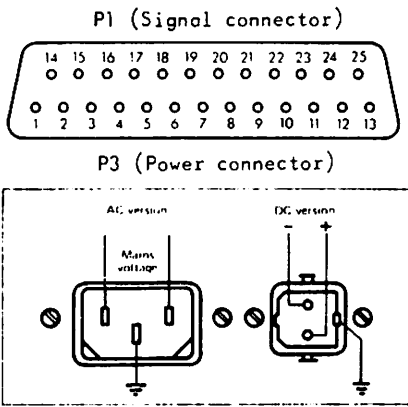 P1 (Signal connector)
14 15 16 17 18 19 20 21 22 23 24 25
1 2 3 4 5 6 7 8 9 10 11 12 13
P3 (Power connector)
AC version DC version
- +
Mains
voltage